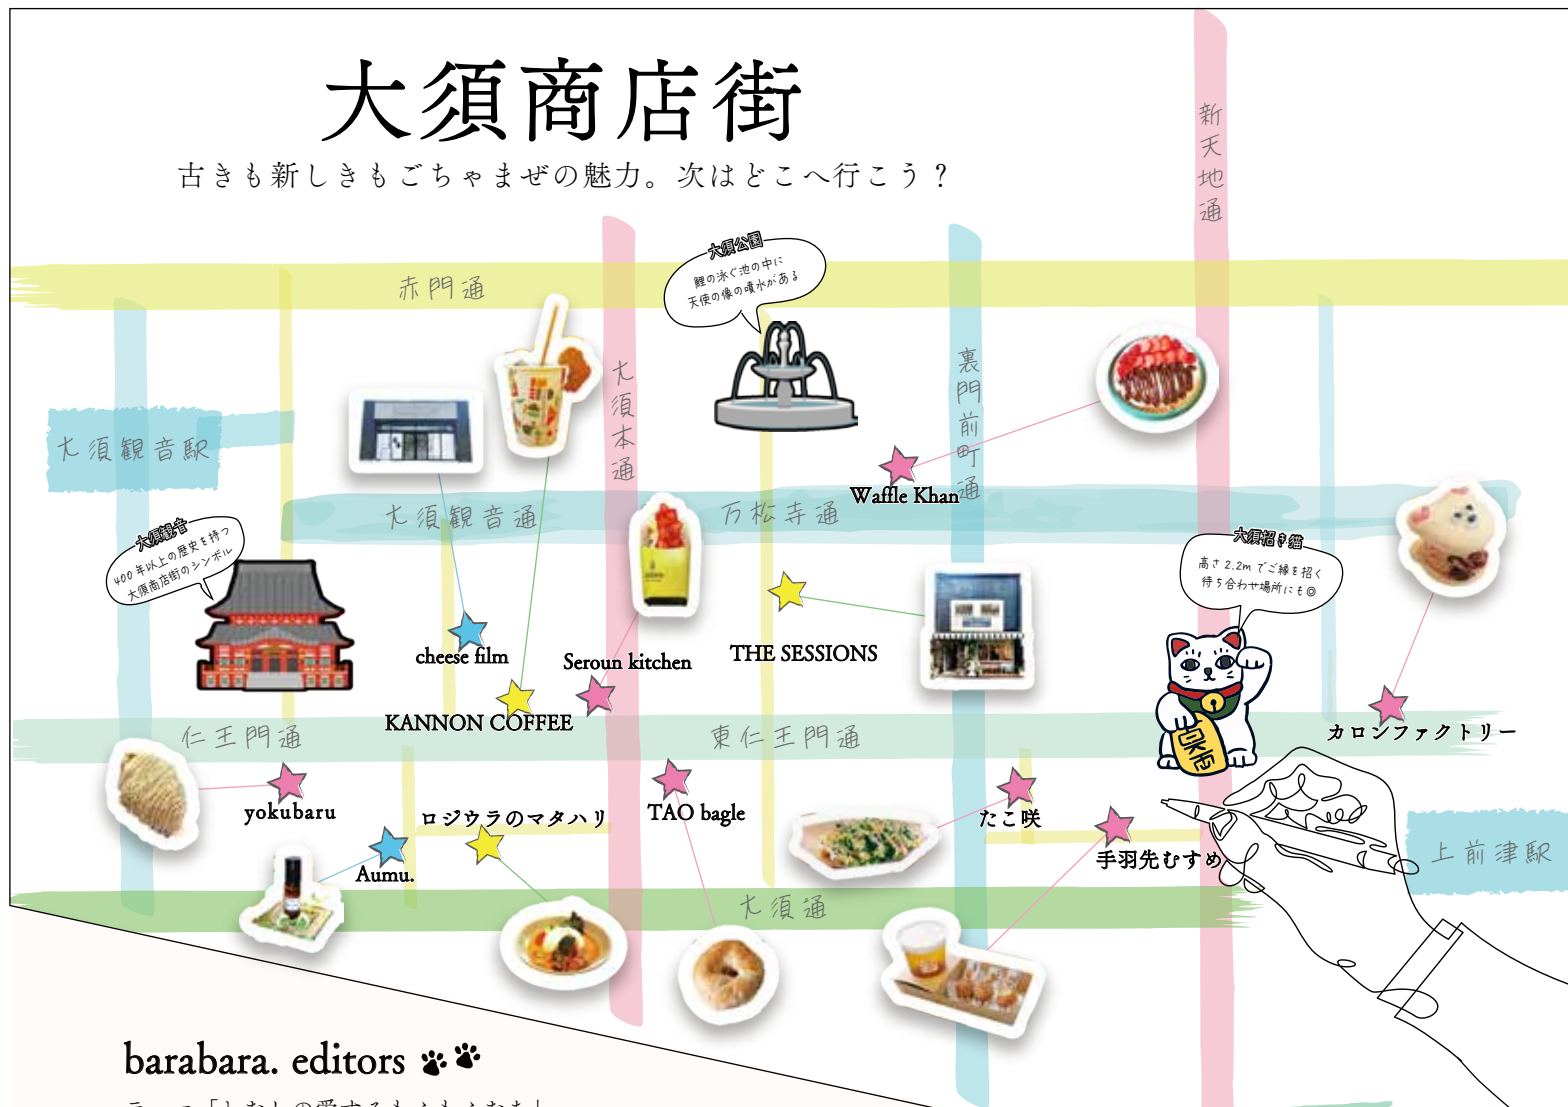 大須商店街
古きも新しきもごちゃまぜの魅力。次はどこへ行こう？
新天地通
赤門通
大須公園
鯉の泳ぐ池の中に
天使の像の噴水がある
大須本通
裏門前町通
大須観音駅
大須観音通
万松寺通
Waffle Khan
大須観音
400年以上の歴史を持つ
大須商店街のシンボル
大須招き猫
高さ2.2mでご縁を招く
待ち合わせ場所にも◎
cheese film
Seroun kitchen
THE SESSIONS
KANNON COFFEE
仁王門通
東仁王門通
カロンファクトリー
yokubaru
ロジウラのマタハリ
TAO bagle
たこ咲
手羽先むすめ
上前津駅
Aumu.
大須通
barabara. editors